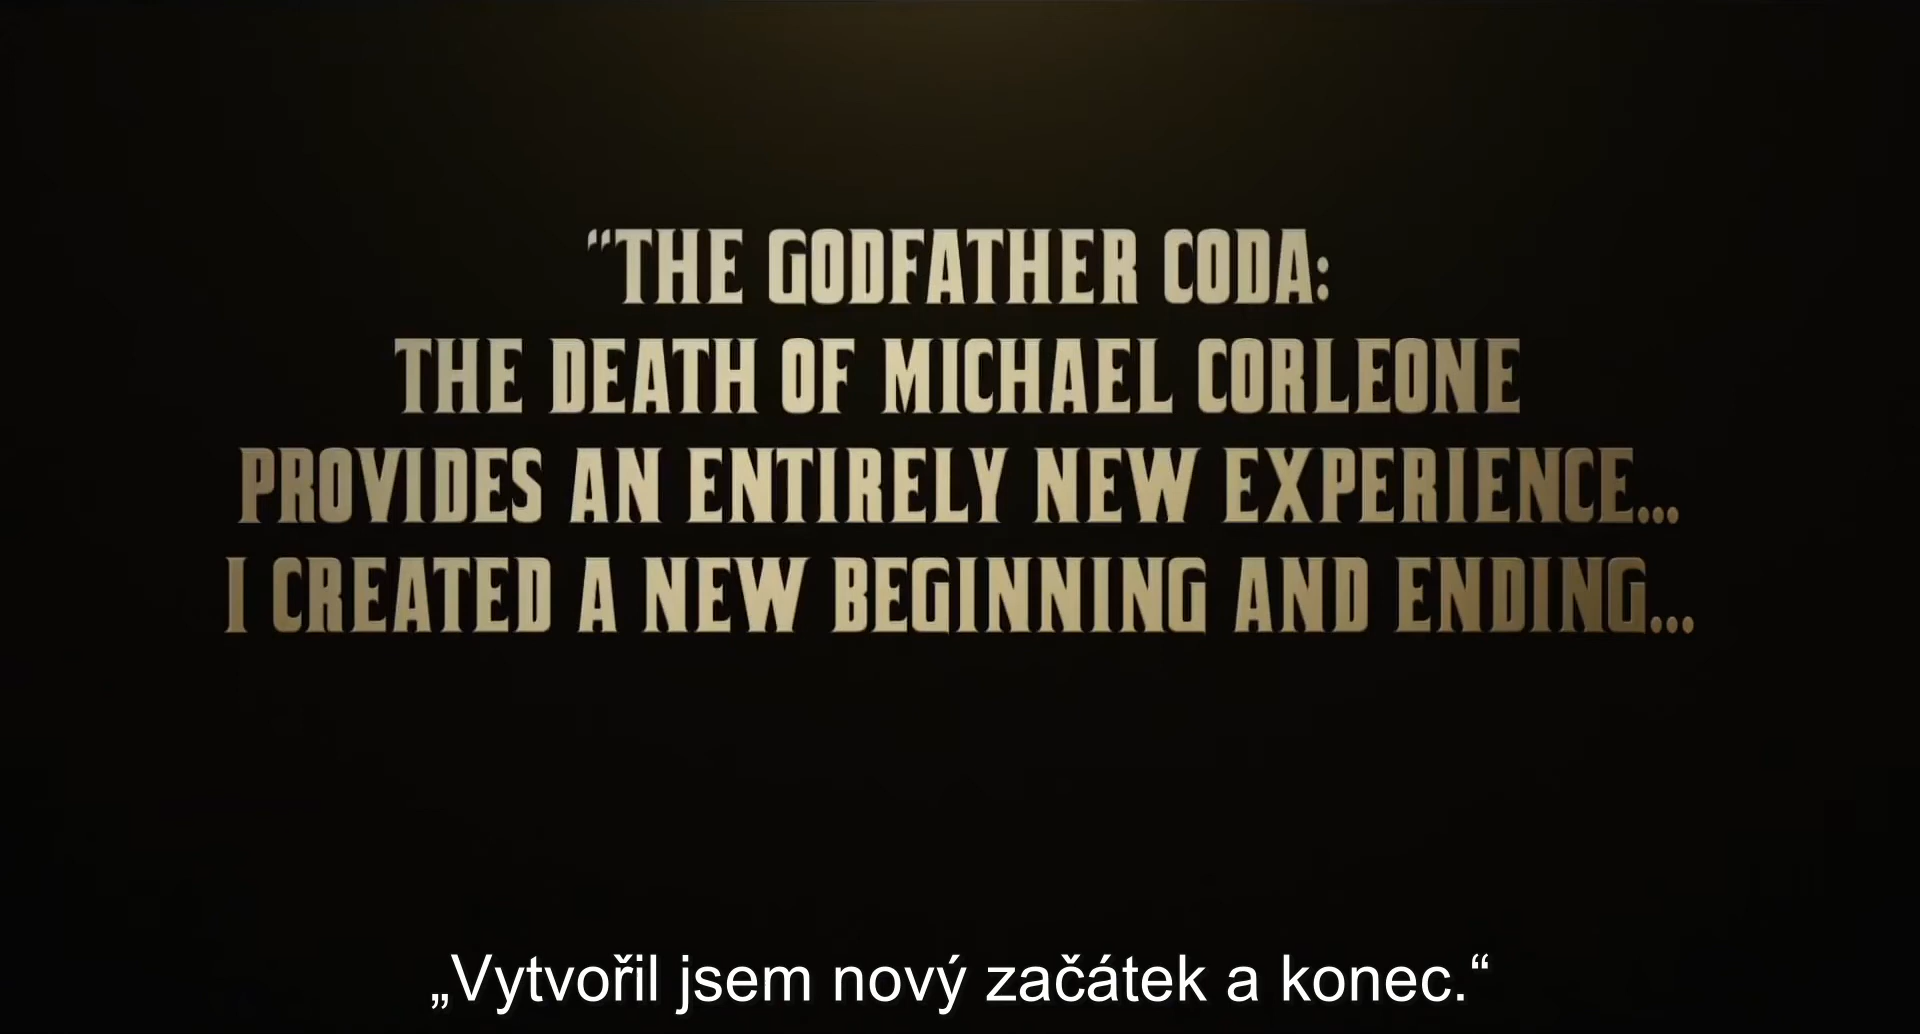 “THE GODFATHER CODA:
THE DEATH OF MICHAEL CORLEONE
PROVIDES AN ENTIRELY NEW EXPERIENCE...
I CREATED A NEW BEGINNING AND ENDING...
„Vytvořil jsem nový začátek a konec.“